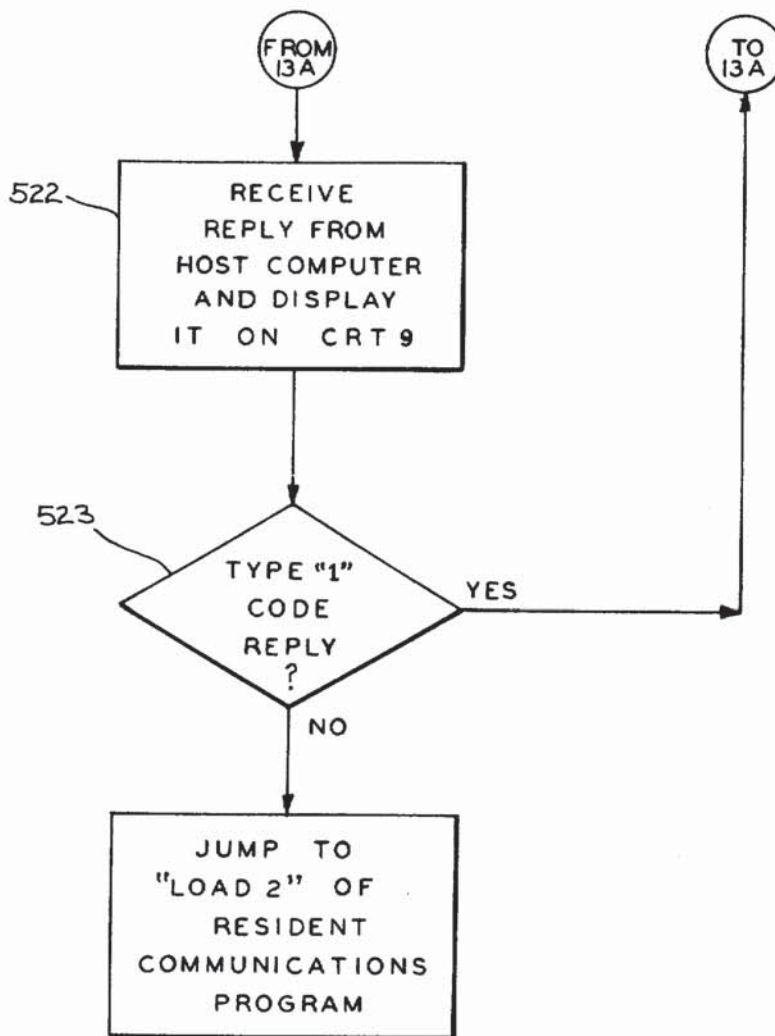 FROM
13A
TO
13A
522
RECEIVE
REPLY FROM
HOST COMPUTER
AND DISPLAY
IT ON CRT 9
523
TYPE "1"
CODE
REPLY
?
YES
NO
JUMP TO
"LOAD 2" OF
RESIDENT
COMMUNICATIONS
PROGRAM